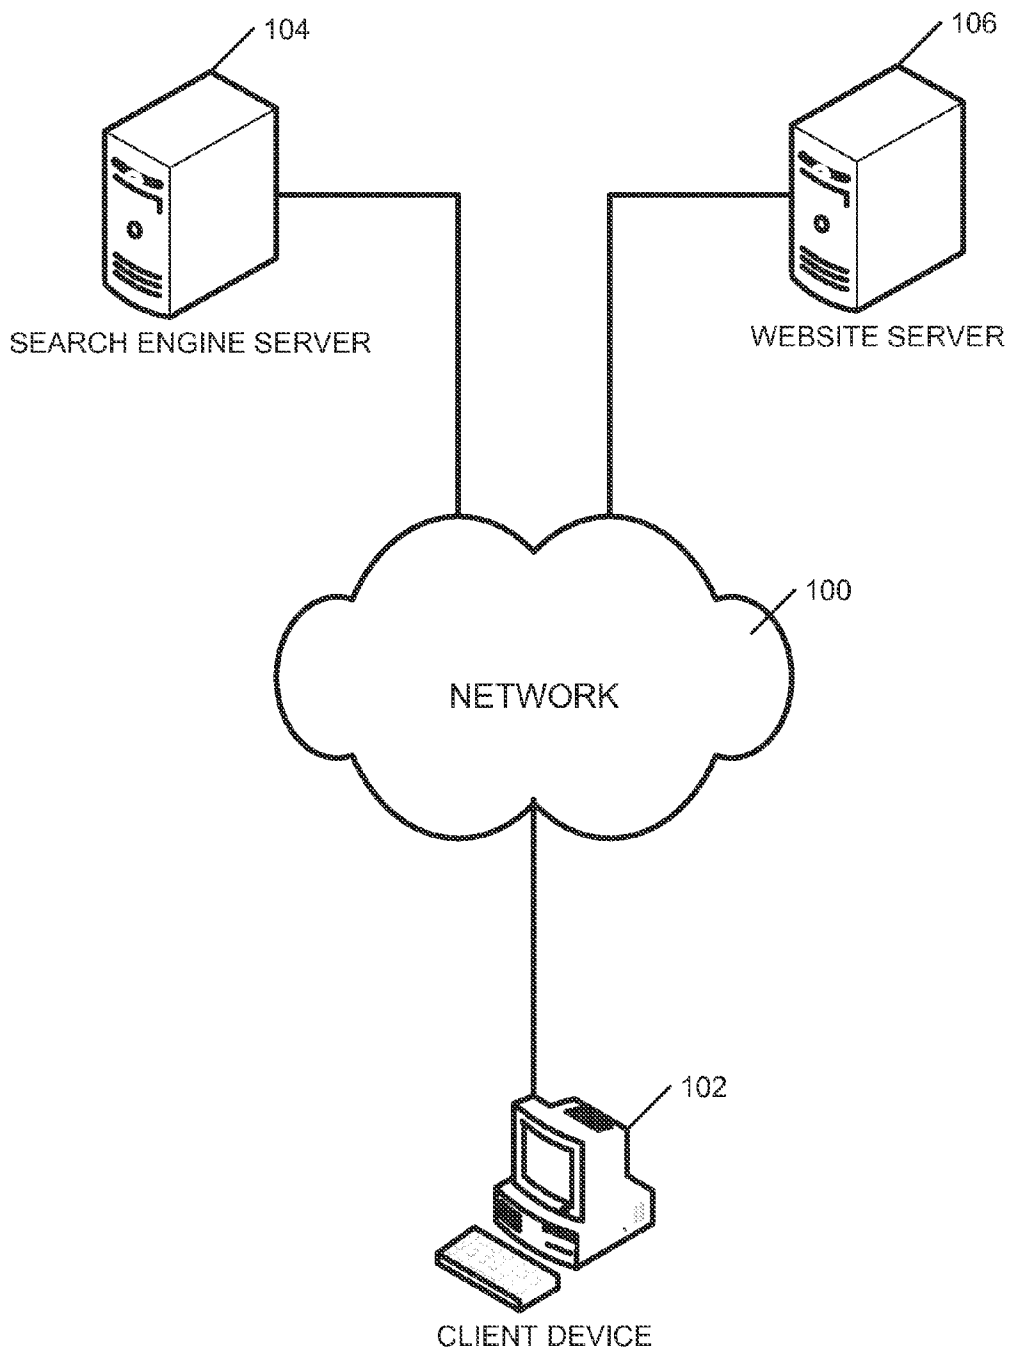 104
106
SEARCH ENGINE SERVER
WEBSITE SERVER
100
NETWORK
102
CLIENT DEVICE